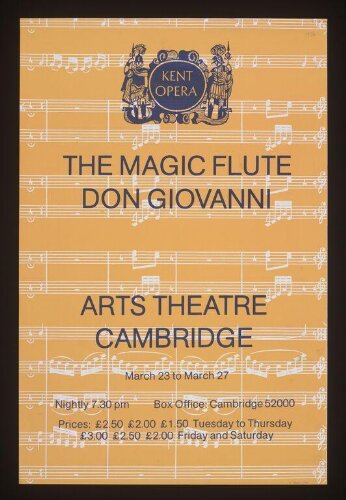 KENT
OPERA
THE MAGIC FLUTE
DON GIOVANNI
ARTS THEATRE
CAMBRIDGE
March 23 to March 27
Nightly 7.30 pm Box Office: Cambridge 52000
Prices: £2.50 £2.00 £1.50 Tuesday to Thursday
£3.00 £2.50 £2.00 Friday and Saturday